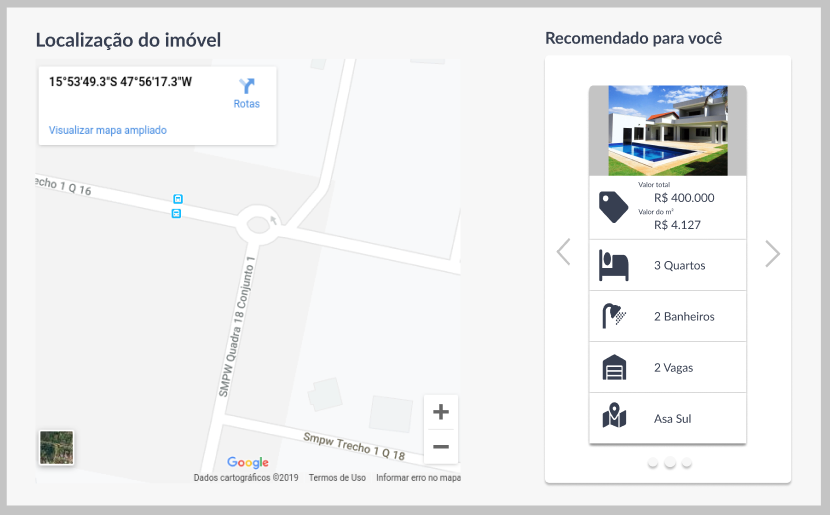 Localização do imóvel
15°53'49.3"S 47°56'17.3"W
Rotas
Visualizar mapa ampliado
echo 1 Q 16
SMPW Quadra 18 Conjunto 1
Smpw Trecho 1 Q 18
Google
Dados cartográficos ©2019 Termos de Uso Informar erro no mapa
Recomendado para você
Valor total
R$ 400.000
Valor do m²
R$ 4.127
3 Quartos
2 Banheiros
2 Vagas
Asa Sul